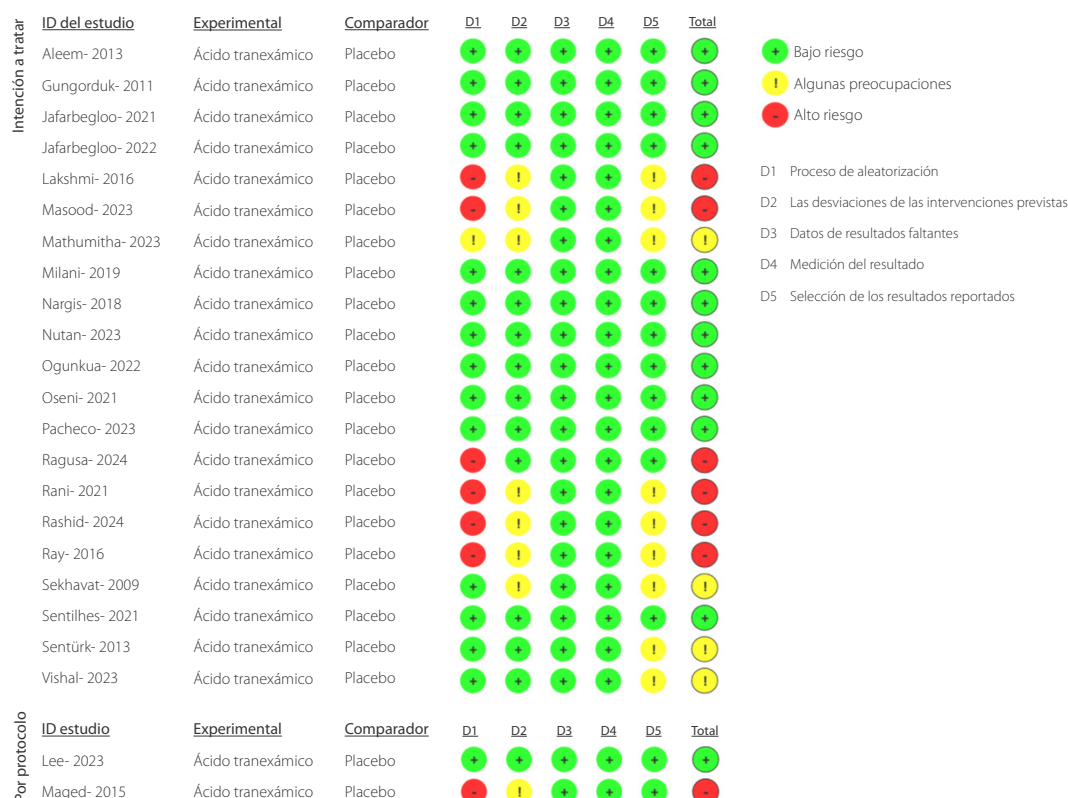 Intención a tratar
ID del estudio Experimental Comparador D1 D2 D3 D4 D5 Total
Aleem- 2013 Ácido tranexámico Placebo + + + + + +
Gungorduk- 2011 Ácido tranexámico Placebo + + + + + +
Jafarbegloo- 2021 Ácido tranexámico Placebo + + + + + +
Jafarbegloo- 2022 Ácido tranexámico Placebo + + + + + +
Lakshmi- 2016 Ácido tranexámico Placebo - ! + + ! -
Masood- 2023 Ácido tranexámico Placebo - ! + + ! -
Mathumitha- 2023 Ácido tranexámico Placebo ! ! + + ! !
Milani- 2019 Ácido tranexámico Placebo + + + + + +
Nargis- 2018 Ácido tranexámico Placebo + + + + + +
Nutan- 2023 Ácido tranexámico Placebo + + + + + +
Ogunkua- 2022 Ácido tranexámico Placebo + + + + + +
Oseni- 2021 Ácido tranexámico Placebo + + + + + +
Pacheco- 2023 Ácido tranexámico Placebo + + + + + +
Ragusa- 2024 Ácido tranexámico Placebo - + + + + -
Rani- 2021 Ácido tranexámico Placebo - ! + + ! -
Rashid- 2024 Ácido tranexámico Placebo - ! + + ! -
Ray- 2016 Ácido tranexámico Placebo - ! + + ! -
Sekhavat- 2009 Ácido tranexámico Placebo + ! + + ! !
Sentilhes- 2021 Ácido tranexámico Placebo + + + + + +
Sentürk- 2013 Ácido tranexámico Placebo + + + + ! !
Vishal- 2023 Ácido tranexámico Placebo + + + + ! !
Por protocolo
ID estudio Experimental Comparador D1 D2 D3 D4 D5 Total
Lee- 2023 Ácido tranexámico Placebo + + + + + +
Maged- 2015 Ácido tranexámico Placebo - ! + + + -
+ Bajo riesgo
! Algunas preocupaciones
- Alto riesgo
D1 Proceso de aleatorización
D2 Las desviaciones de las intervenciones previstas
D3 Datos de resultados faltantes
D4 Medición del resultado
D5 Selección de los resultados reportados